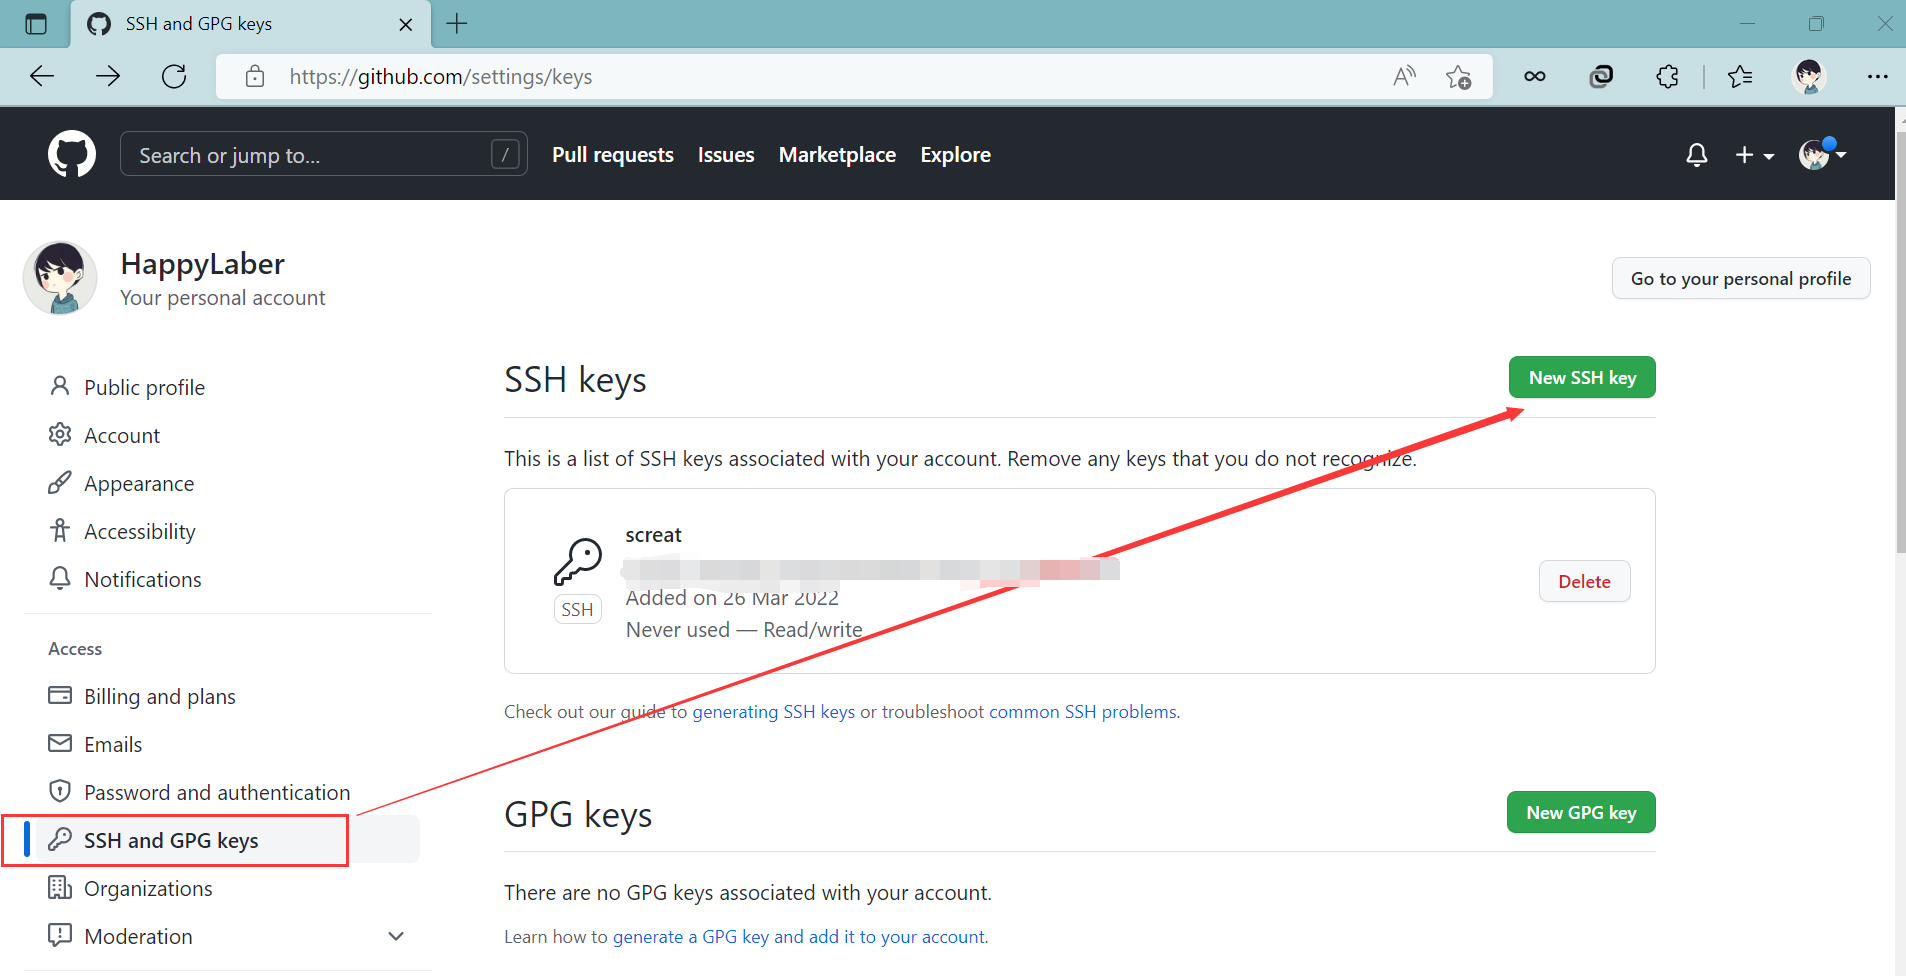 SSH and GPG keys
https://github.com/settings/keys
Search or jump to... /
Pull requests
Issues
Marketplace
Explore
HappyLaber
Your personal account
Go to your personal profile
Public profile
Account
Appearance
Accessibility
Notifications
Access
Billing and plans
Emails
Password and authentication
SSH and GPG keys
Organizations
Moderation
SSH keys
New SSH key
This is a list of SSH keys associated with your account. Remove any keys that you do not recognize.
screat
SSH
Added on 26 Mar 2022
Never used — Read/write
Delete
Check out our guide to generating SSH keys or troubleshoot common SSH problems.
GPG keys
New GPG key
There are no GPG keys associated with your account.
Learn how to generate a GPG key and add it to your account.